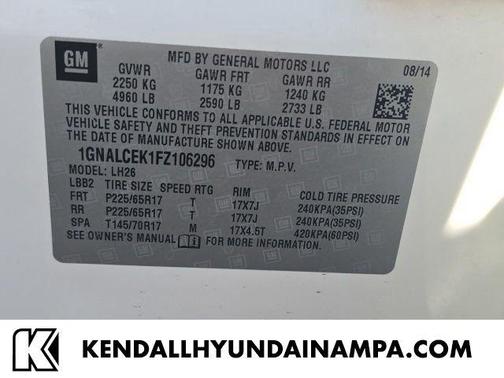 GM
MFD BY GENERAL MOTORS LLC
08/14
GVWR GAWR FRT GAWR RR
2250 KG 1175 KG 1240 KG
4960 LB 2590 LB 2733 LB
THIS VEHICLE CONFORMS TO ALL APPLICABLE U.S. FEDERAL MOTOR
VEHICLE SAFETY AND THEFT PREVENTION STANDARDS IN EFFECT ON
THE DATE OF MANUFACTURE SHOWN ABOVE.
1GNALCEK1FZ106296 TYPE: M.P.V.
MODEL: LH26
LBB2 TIRE SIZE SPEED RTG RIM COLD TIRE PRESSURE
FRT P225/65R17 T 17X7J 240KPA(35PSI)
RR P225/65R17 T 17X7J 240KPA(35PSI)
SPA T145/70R17 M 17X4.5T 420KPA(60PSI)
SEE OWNER'S MANUAL FOR MORE INFORMATION
KENDALLHYUNDAINAMPA.COM